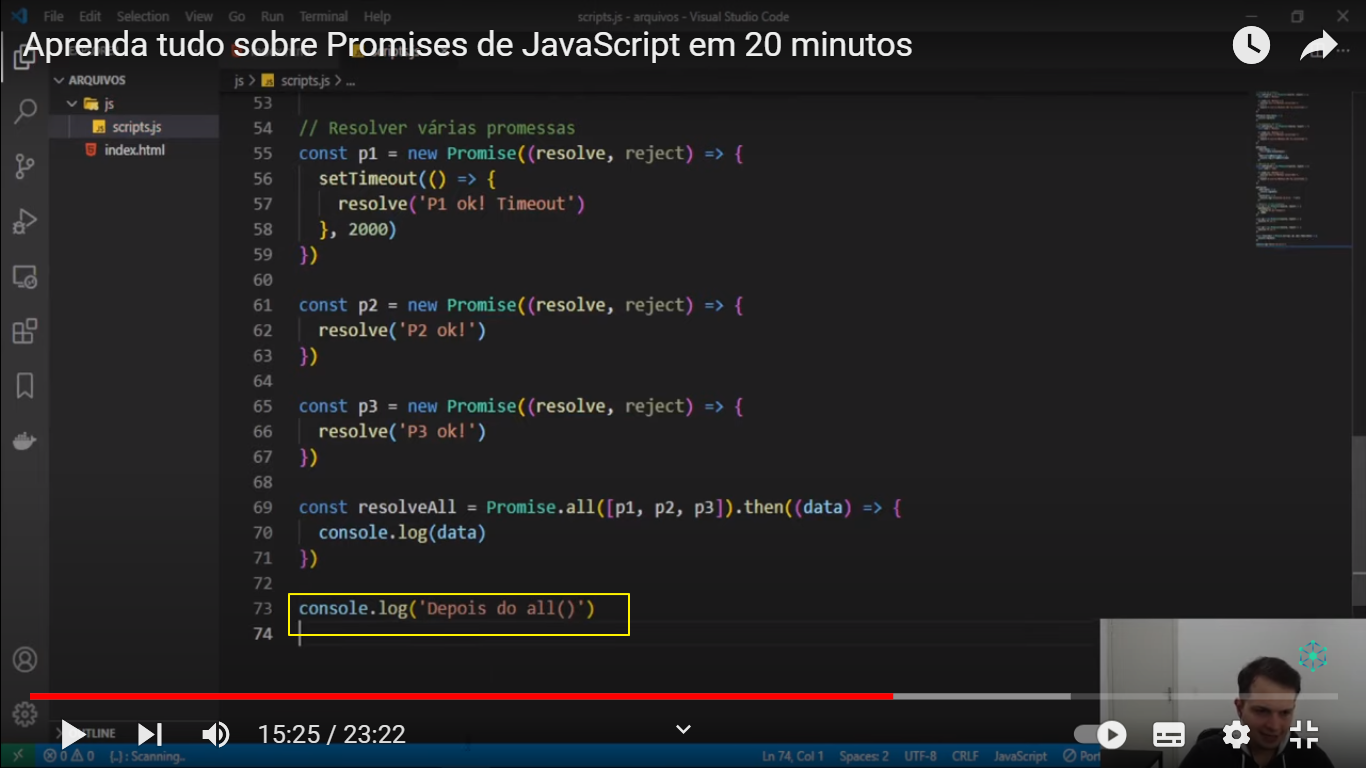 File Edit Selection View Go Run Terminal Help
scripts.js - arquivos - Visual Studio Code
Aprenda tudo sobre Promises de JavaScript em 20 minutos
ARQUIVOS
js
scripts.js
index.html
js > scripts.js > ...
53
54 // Resolver várias promessas
55 const p1 = new Promise((resolve, reject) => {
56 setTimeout(() => {
57 resolve('P1 ok! Timeout')
58 }, 2000)
59 })
60
61 const p2 = new Promise((resolve, reject) => {
62 resolve('P2 ok!')
63 })
64
65 const p3 = new Promise((resolve, reject) => {
66 resolve('P3 ok!')
67 })
68
69 const resolveAll = Promise.all([p1, p2, p3]).then((data) => {
70 console.log(data)
71 })
72
73 console.log('Depois do all()')
74
15:25 / 23:22
0 0 {..} : Scanning..
Ln 74, Col 1 Spaces: 2 UTF-8 CRLF JavaScript